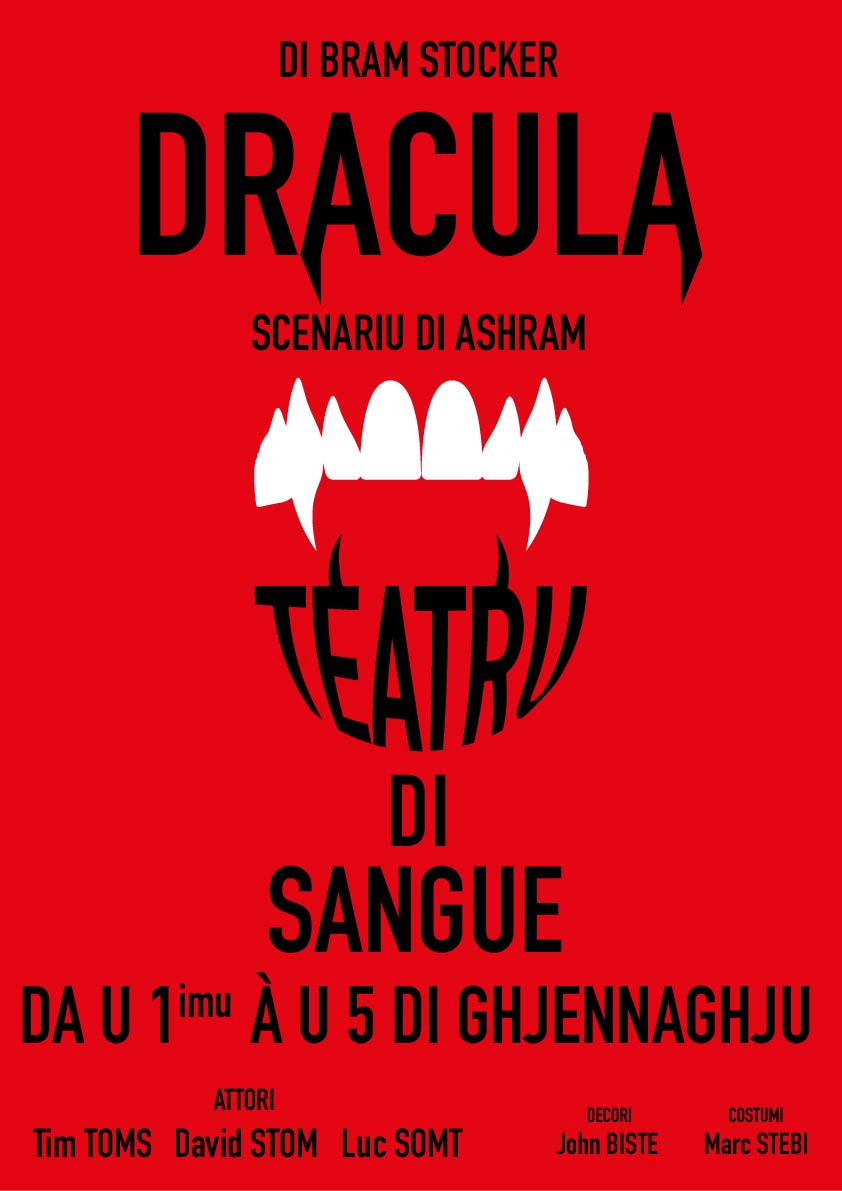 DI BRAM STOCKER
DRACULA
SCENARIU DI ASHRAM
TEATRU
DI
SANGUE
DA U 1imu À U 5 DI GHJENNAGHJU
ATTORI
Tim TOMS David STOM Luc SOMT
DECORI
John BISTE
COSTUMI
Marc STEBI